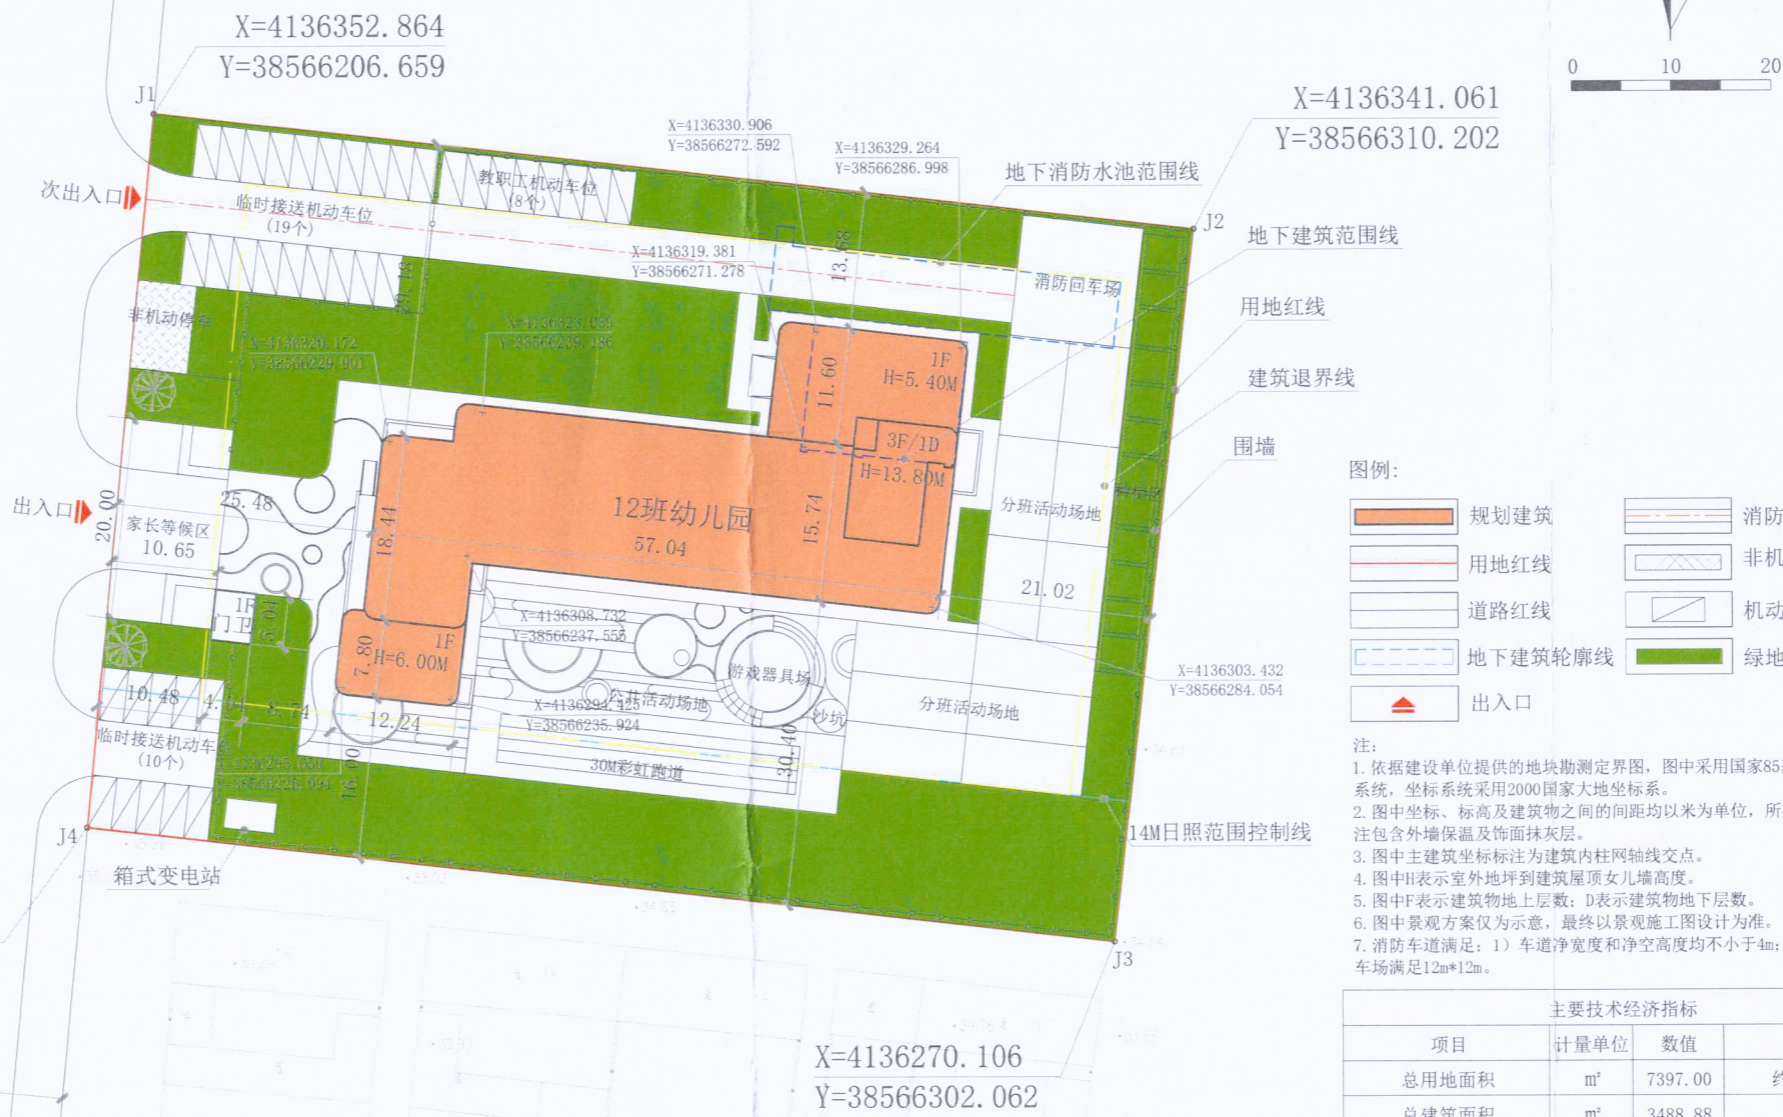 X=4136352.864
Y=38566206.659
J1
0 10 20
X=4136341.061
Y=38566310.202
J2
X=4136330.906
Y=38566272.592
X=4136329.264
Y=38566286.998
地下消防水池范围线
次出入口
教职工机动车位
(8个)
临时接送机动车位
(19个)
地下建筑范围线
X=4136319.381
Y=38566271.278
13.68
消防回车场
用地红线
非机动停车
1F
H=5.40M
11.60
建筑退界线
3F/1D
H=13.80M
围墙
出入口
20.00
25.48
家长等候区
10.65
18.44
12班幼儿园
57.04
15.74
分班活动场地
21.02
1F
门卫
5.04
X=4136308.732
Y=38566237.555
1F
H=6.00M
7.80
游戏器具场
X=4136303.432
Y=38566284.054
公共活动场地
X=4136294.425
Y=38566235.924
沙坑
分班活动场地
10.48
8.74
12.24
临时接送机动车
(10个)
16.00
30M彩虹跑道
30.40
14M日照范围控制线
J4
箱式变电站
J3
X=4136270.106
Y=38566302.062
图例:
规划建筑
消防
用地红线
非机
道路红线
机动
地下建筑轮廓线
绿地
出入口
注:
1. 依据建设单位提供的地块勘测定界图，图中采用国家85
系统，坐标系统采用2000国家大地坐标系。
2. 图中坐标、标高及建筑物之间的间距均以米为单位，所
注包含外墙保温及饰面抹灰层。
3. 图中主建筑坐标标注为建筑内柱网轴线交点。
4. 图中H表示室外地坪到建筑屋顶女儿墙高度。
5. 图中F表示建筑物地上层数; D表示建筑物地下层数。
6. 图中景观方案仅为示意，最终以景观施工图设计为准。
7. 消防车道满足: 1) 车道净宽度和净空高度均不小于4m;
车场满足12m*12m。
主要技术经济指标
项目 计量单位 数值
总用地面积 m² 7397.00
总建筑面积 m² 3488.88